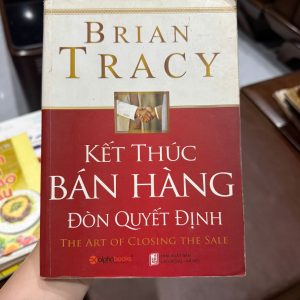 BRIAN
TRACY
KẾT THÚC
BÁN HÀNG
ĐÒN QUYẾT ĐỊNH
THE ART OF CLOSING THE SALE
alphabooks